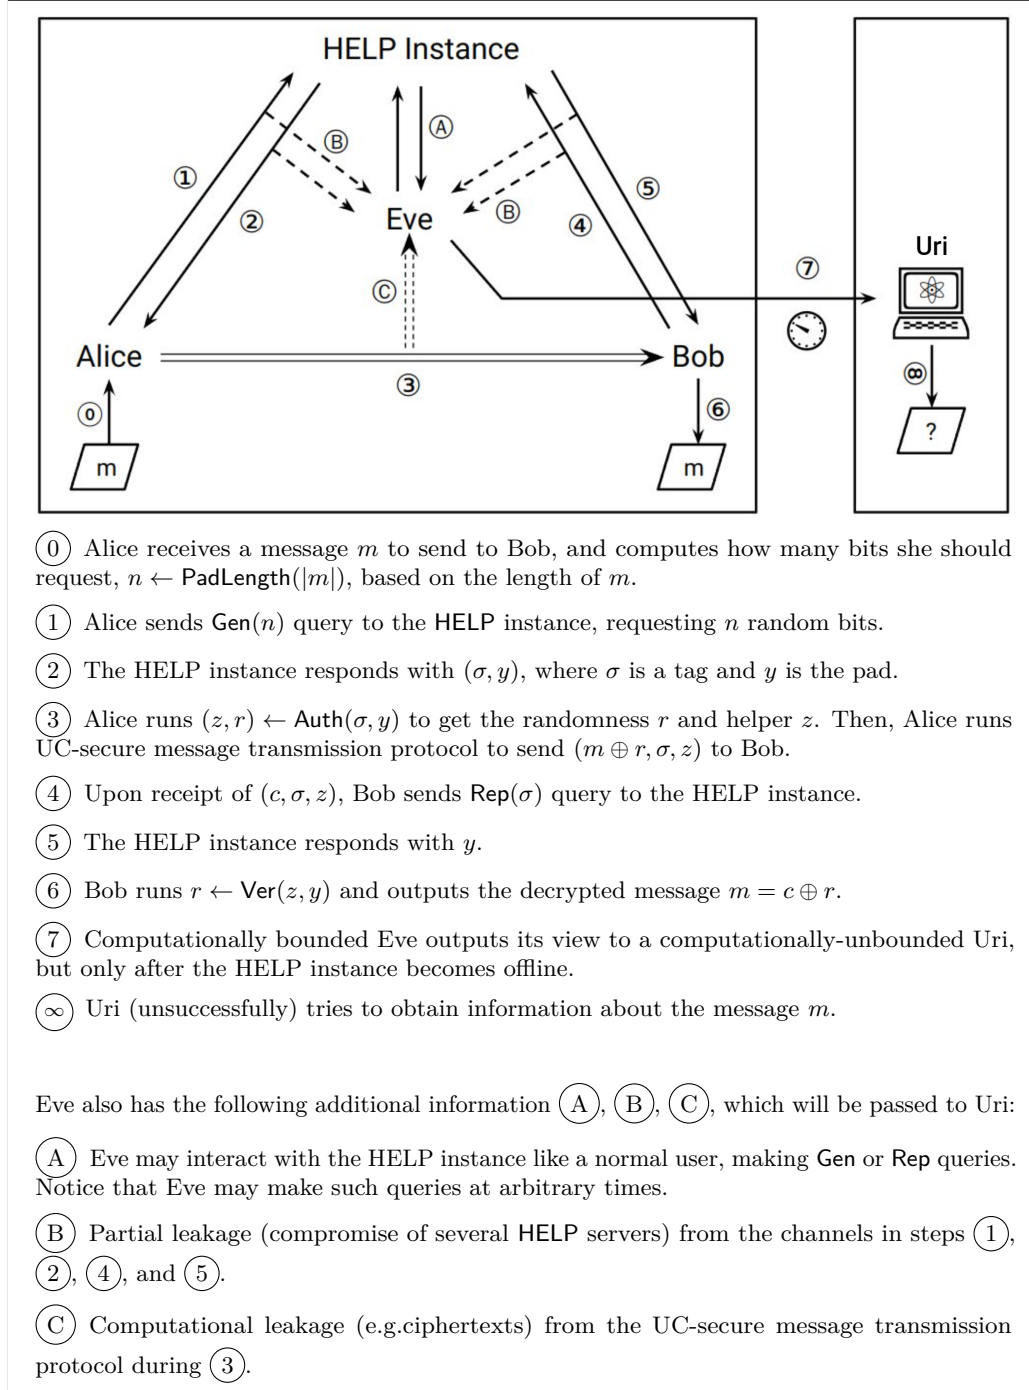 HELP Instance
Ⓐ
Ⓑ
①
②
Eve
Ⓑ
④
⑤
Ⓒ
⑦
Uri
Alice
Bob
③
⓪
⑥
∞
m
m
?
⓪ Alice receives a message m to send to Bob, and computes how many bits she should
request, n ← PadLength(|m|), based on the length of m.
① Alice sends Gen(n) query to the HELP instance, requesting n random bits.
② The HELP instance responds with (σ, y), where σ is a tag and y is the pad.
③ Alice runs (z, r) ← Auth(σ, y) to get the randomness r and helper z. Then, Alice runs
UC-secure message transmission protocol to send (m ⊕ r, σ, z) to Bob.
④ Upon receipt of (c, σ, z), Bob sends Rep(σ) query to the HELP instance.
⑤ The HELP instance responds with y.
⑥ Bob runs r ← Ver(z, y) and outputs the decrypted message m = c ⊕ r.
⑦ Computationally bounded Eve outputs its view to a computationally-unbounded Uri,
but only after the HELP instance becomes offline.
∞ Uri (unsuccessfully) tries to obtain information about the message m.
Eve also has the following additional information Ⓐ, Ⓑ, Ⓒ, which will be passed to Uri:
Ⓐ Eve may interact with the HELP instance like a normal user, making Gen or Rep queries.
Notice that Eve may make such queries at arbitrary times.
Ⓑ Partial leakage (compromise of several HELP servers) from the channels in steps ①,
②, ④, and ⑤.
Ⓒ Computational leakage (e.g.ciphertexts) from the UC-secure message transmission
protocol during ③.